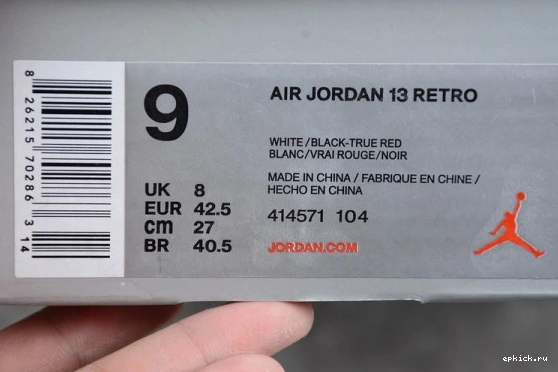 8 26215 70286 3 14
9
UK 8
EUR 42.5
cm 27
BR 40.5
AIR JORDAN 13 RETRO
WHITE/BLACK-TRUE RED
BLANC/VRAI ROUGE/NOIR
MADE IN CHINA / FABRIQUE EN CHINE /
HECHO EN CHINA
414571 104
JORDAN.COM
epkick.ru